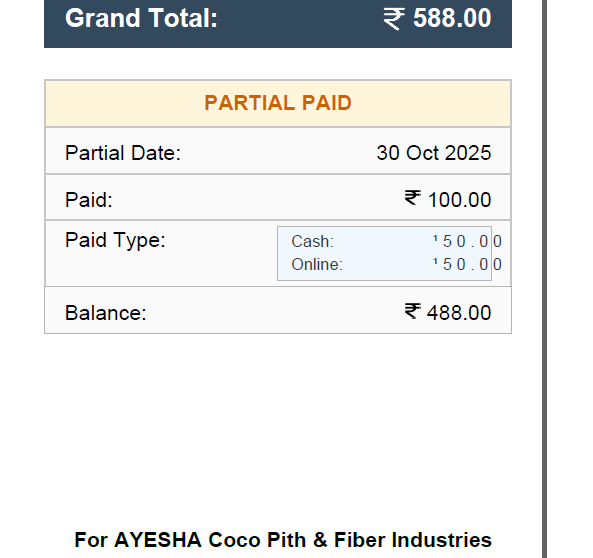 Grand Total: ₹ 588.00
PARTIAL PAID
Partial Date: 30 Oct 2025
Paid: ₹ 100.00
Paid Type:
Cash: ¹50.00
Online: ¹50.00
Balance: ₹ 488.00
For AYESHA Coco Pith & Fiber Industries